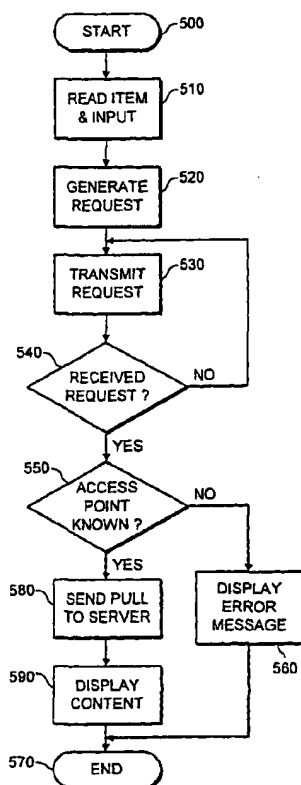 START
500
READ ITEM
& INPUT
510
GENERATE
REQUEST
520
TRANSMIT
REQUEST
530
540
RECEIVED
REQUEST ?
NO
YES
550
ACCESS
POINT
KNOWN ?
NO
YES
580
SEND PULL
TO SERVER
DISPLAY
ERROR
MESSAGE
560
590
DISPLAY
CONTENT
570
END